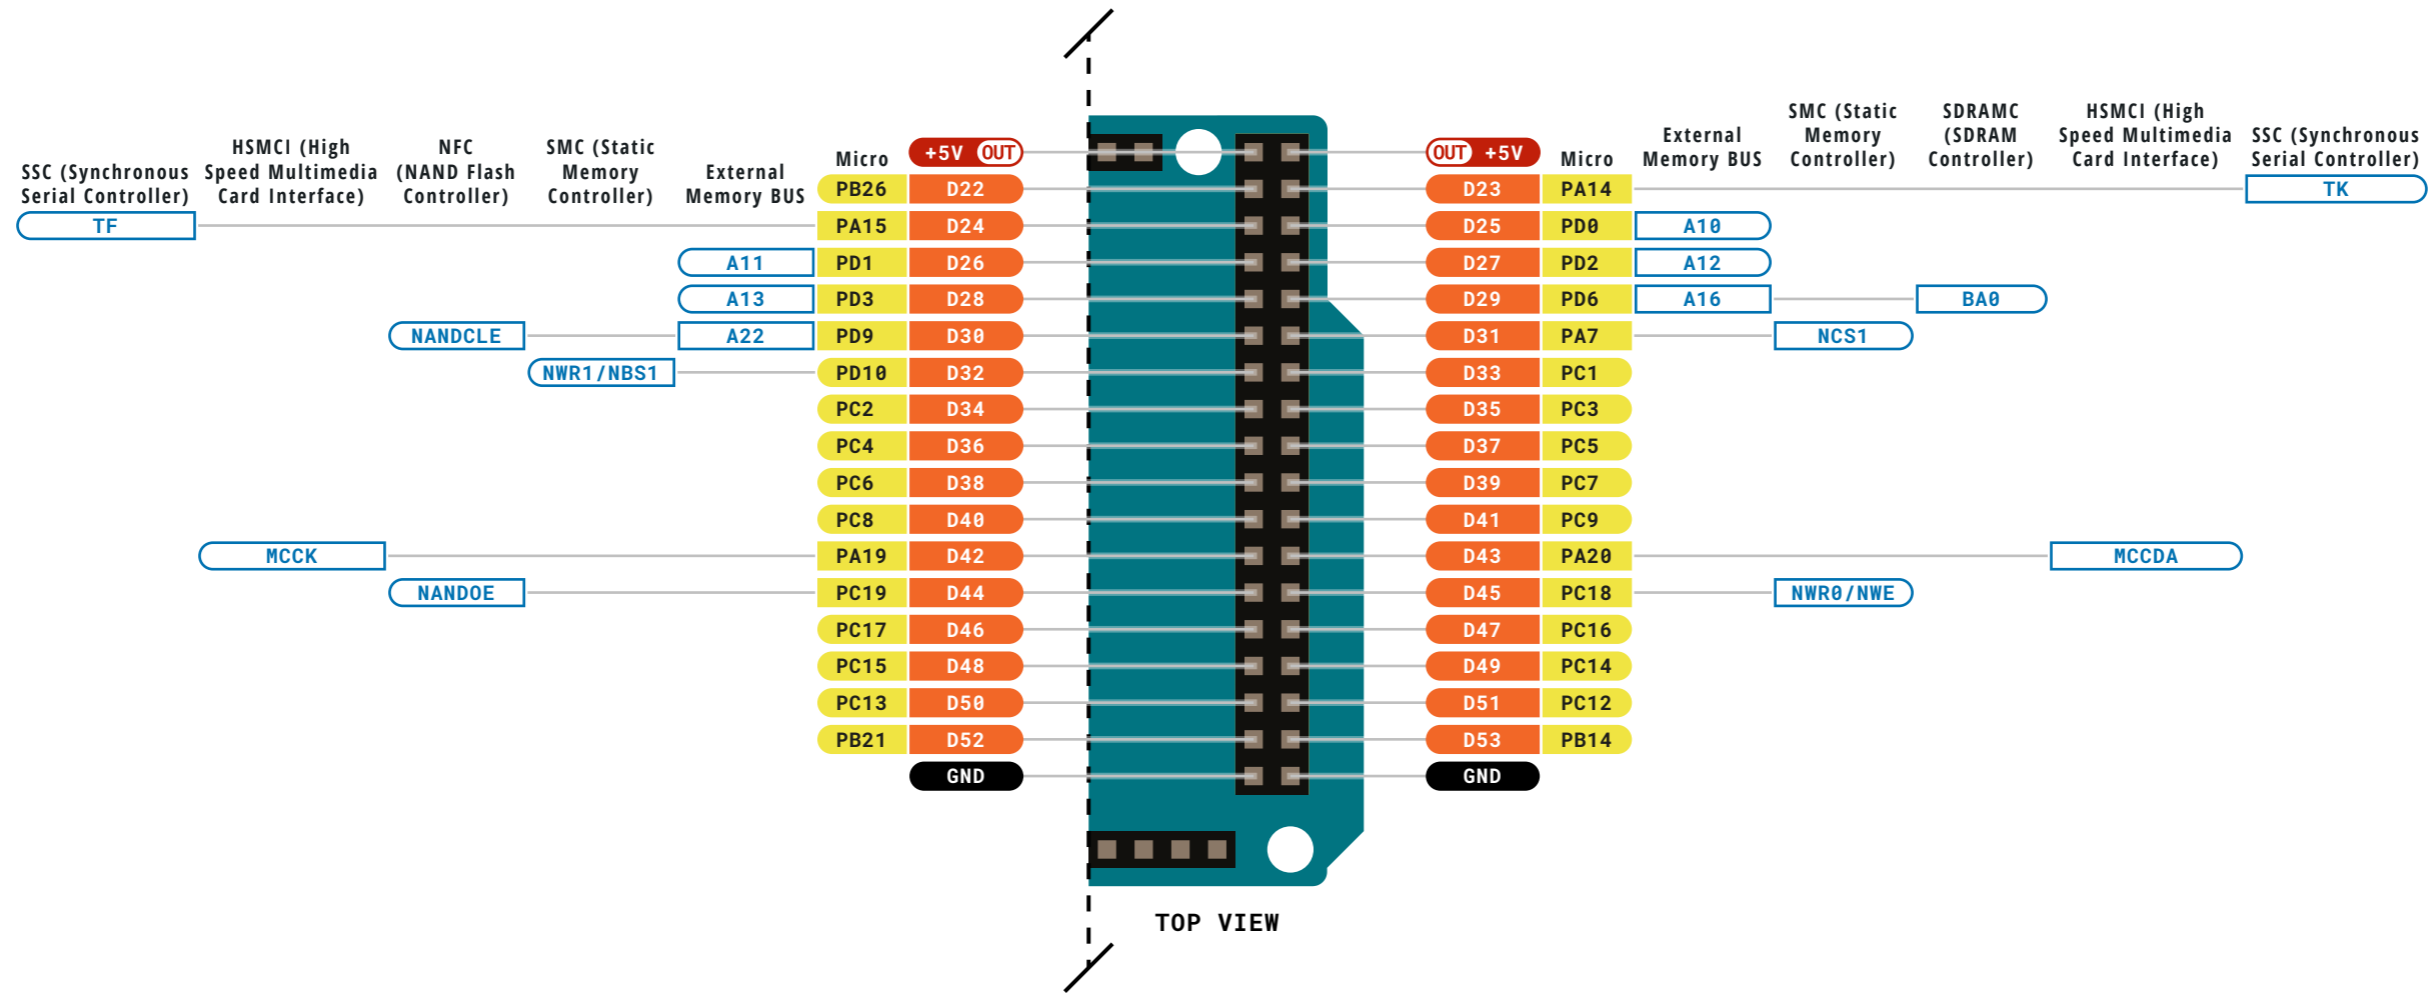 SSC (Synchronous
Serial Controller)
HSMCI (High
Speed Multimedia
Card Interface)
NFC
(NAND Flash
Controller)
SMC (Static
Memory
Controller)
External
Memory BUS
Micro
+5V OUT
OUT +5V
Micro
External
Memory BUS
SMC (Static
Memory
Controller)
SDRAMC
(SDRAM
Controller)
HSMCI (High
Speed Multimedia
Card Interface)
SSC (Synchronous
Serial Controller)
PB26 D22 D23 PA14 TK
TF PA15 D24 D25 PD0 A10
A11 PD1 D26 D27 PD2 A12
A13 PD3 D28 D29 PD6 A16 BA0
NANDCLE A22 PD9 D30 D31 PA7 NCS1
NWR1/NBS1 PD10 D32 D33 PC1
PC2 D34 D35 PC3
PC4 D36 D37 PC5
PC6 D38 D39 PC7
PC8 D40 D41 PC9
MCCK PA19 D42 D43 PA20 MCCDA
NANDOE PC19 D44 D45 PC18 NWR0/NWE
PC17 D46 D47 PC16
PC15 D48 D49 PC14
PC13 D50 D51 PC12
PB21 D52 D53 PB14
GND GND
TOP VIEW